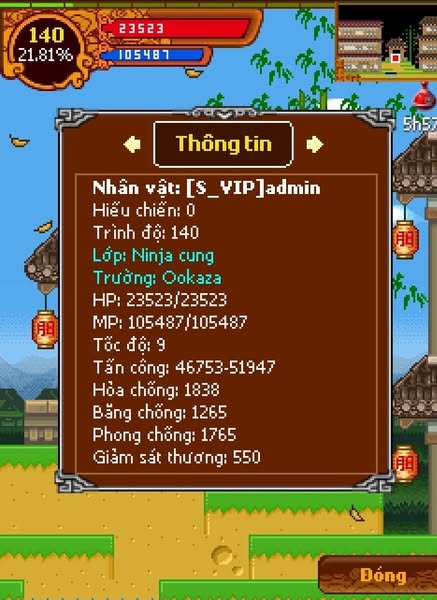 140
21.81%
23523
105487
5h57
Thông tin
Nhân vật: [S_VIP]admin
Hiếu chiến: 0
Trình độ: 140
Lớp: Ninja cung
Trường: Ookaza
HP: 23523/23523
MP: 105487/105487
Tốc độ: 9
Tấn công: 46753-51947
Hỏa chống: 1838
Băng chống: 1265
Phong chống: 1765
Giảm sát thương: 550
Đóng